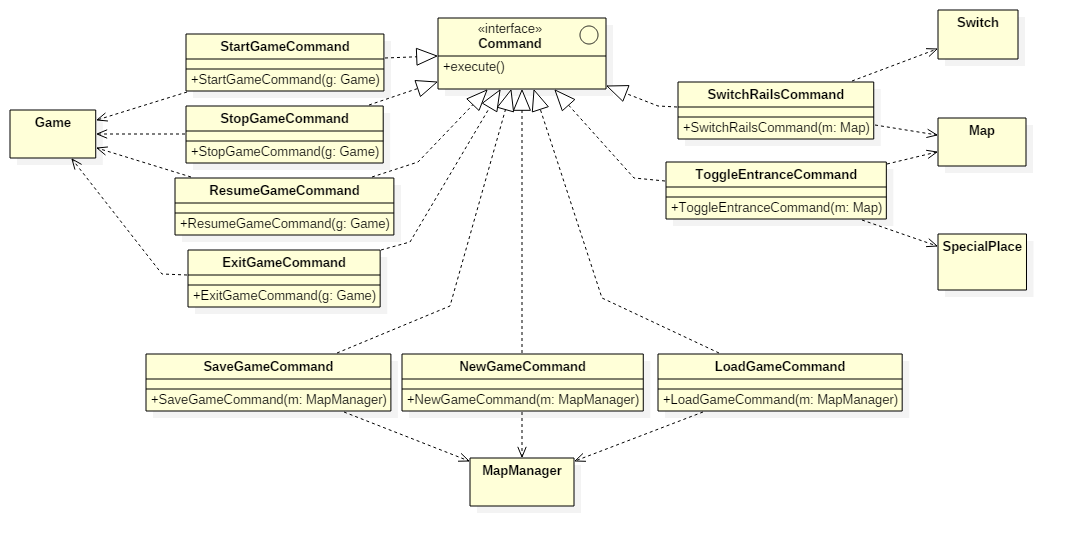 «interface»
Command
+execute()
StartGameCommand
+StartGameCommand(g: Game)
StopGameCommand
+StopGameCommand(g: Game)
ResumeGameCommand
+ResumeGameCommand(g: Game)
ExitGameCommand
+ExitGameCommand(g: Game)
Game
Switch
SwitchRailsCommand
+SwitchRailsCommand(m: Map)
Map
ToggleEntranceCommand
+ToggleEntranceCommand(m: Map)
SpecialPlace
SaveGameCommand
+SaveGameCommand(m: MapManager)
NewGameCommand
+NewGameCommand(m: MapManager)
LoadGameCommand
+LoadGameCommand(m: MapManager)
MapManager